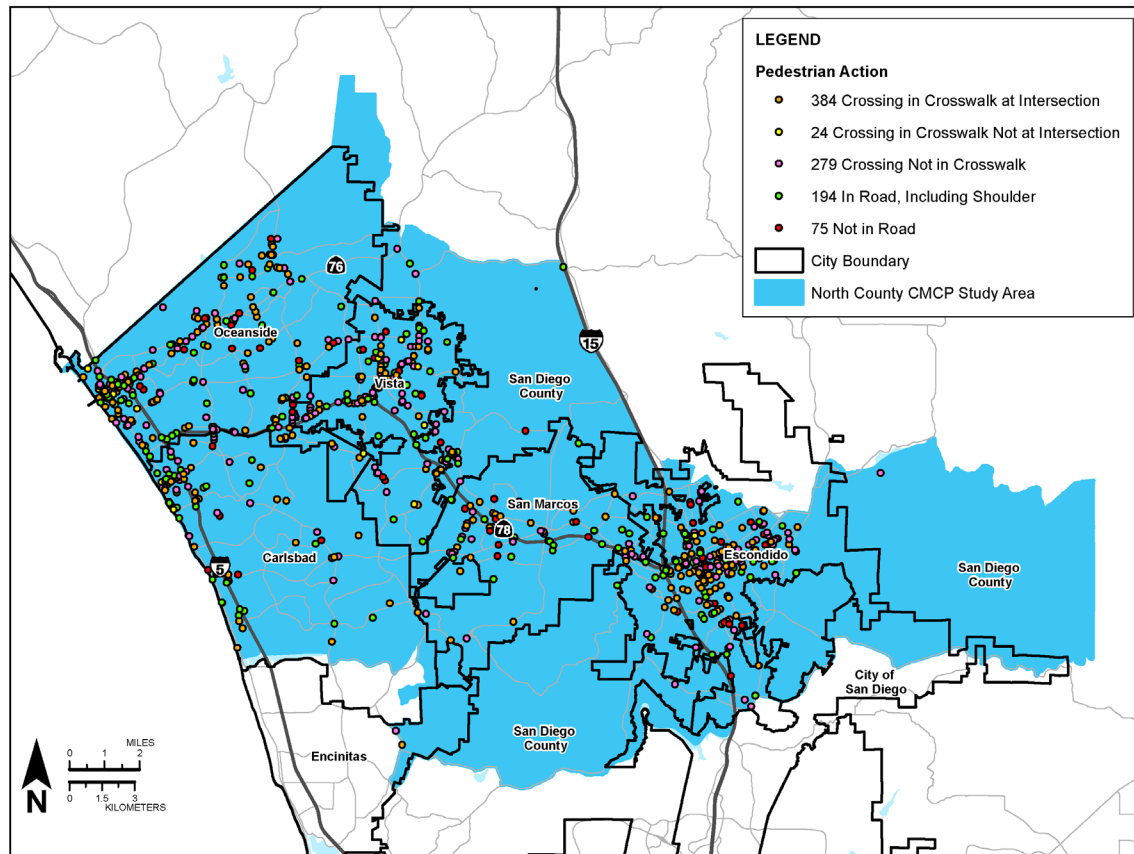 LEGEND
Pedestrian Action
384 Crossing in Crosswalk at Intersection
24 Crossing in Crosswalk Not at Intersection
279 Crossing Not in Crosswalk
194 In Road, Including Shoulder
75 Not in Road
City Boundary
North County CMCP Study Area
76
Oceanside
15
Vista
San Diego
County
San Marcos
78
Escondido
Carlsbad
5
San Diego
County
City of
San Diego
San Diego
County
Encinitas
MILES
0 1 2
0 1.5 3
KILOMETERS
N